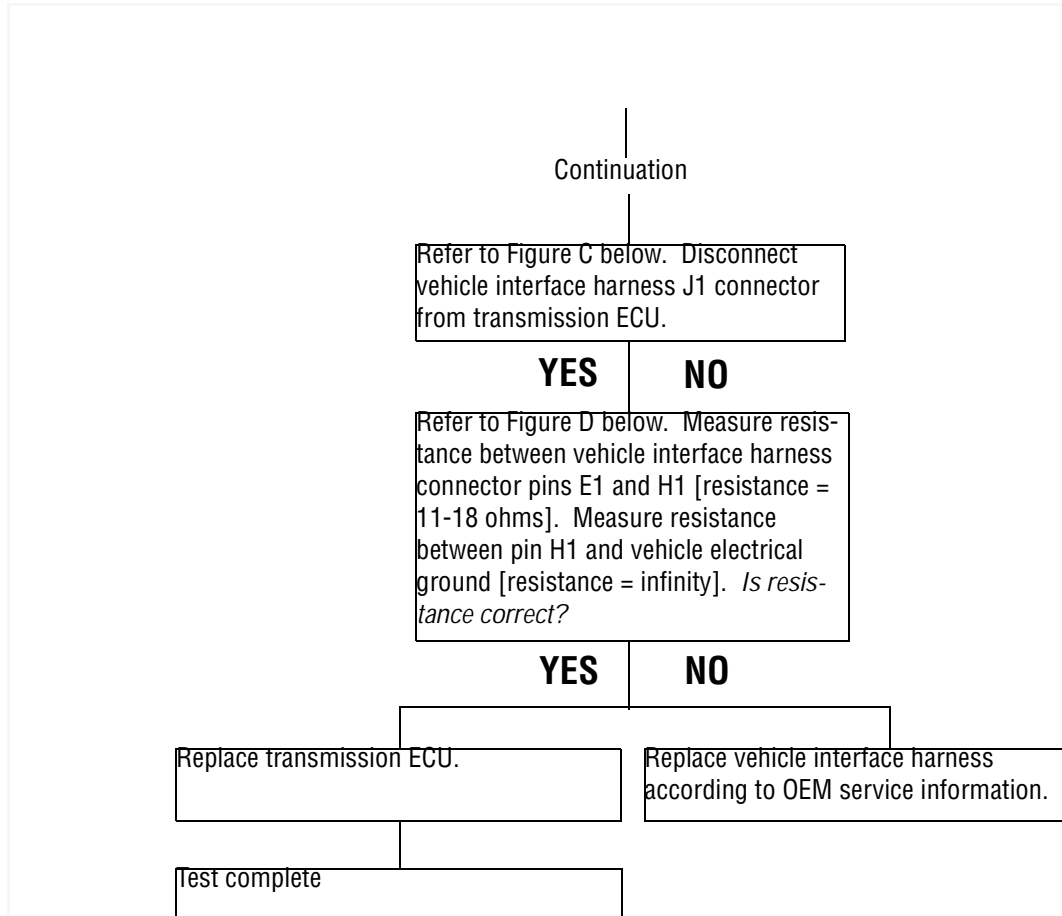 Continuation
Refer to Figure C below.  Disconnect
vehicle interface harness J1 connector
from transmission ECU.
YES NO
Refer to Figure D below.  Measure resis-
tance between vehicle interface harness
connector pins E1 and H1 [resistance =
11-18 ohms].  Measure resistance
between pin H1 and vehicle electrical
ground [resistance = infinity].  Is resis-
tance correct?
YES NO
Replace transmission ECU.
Replace vehicle interface harness
according to OEM service information.
Test complete